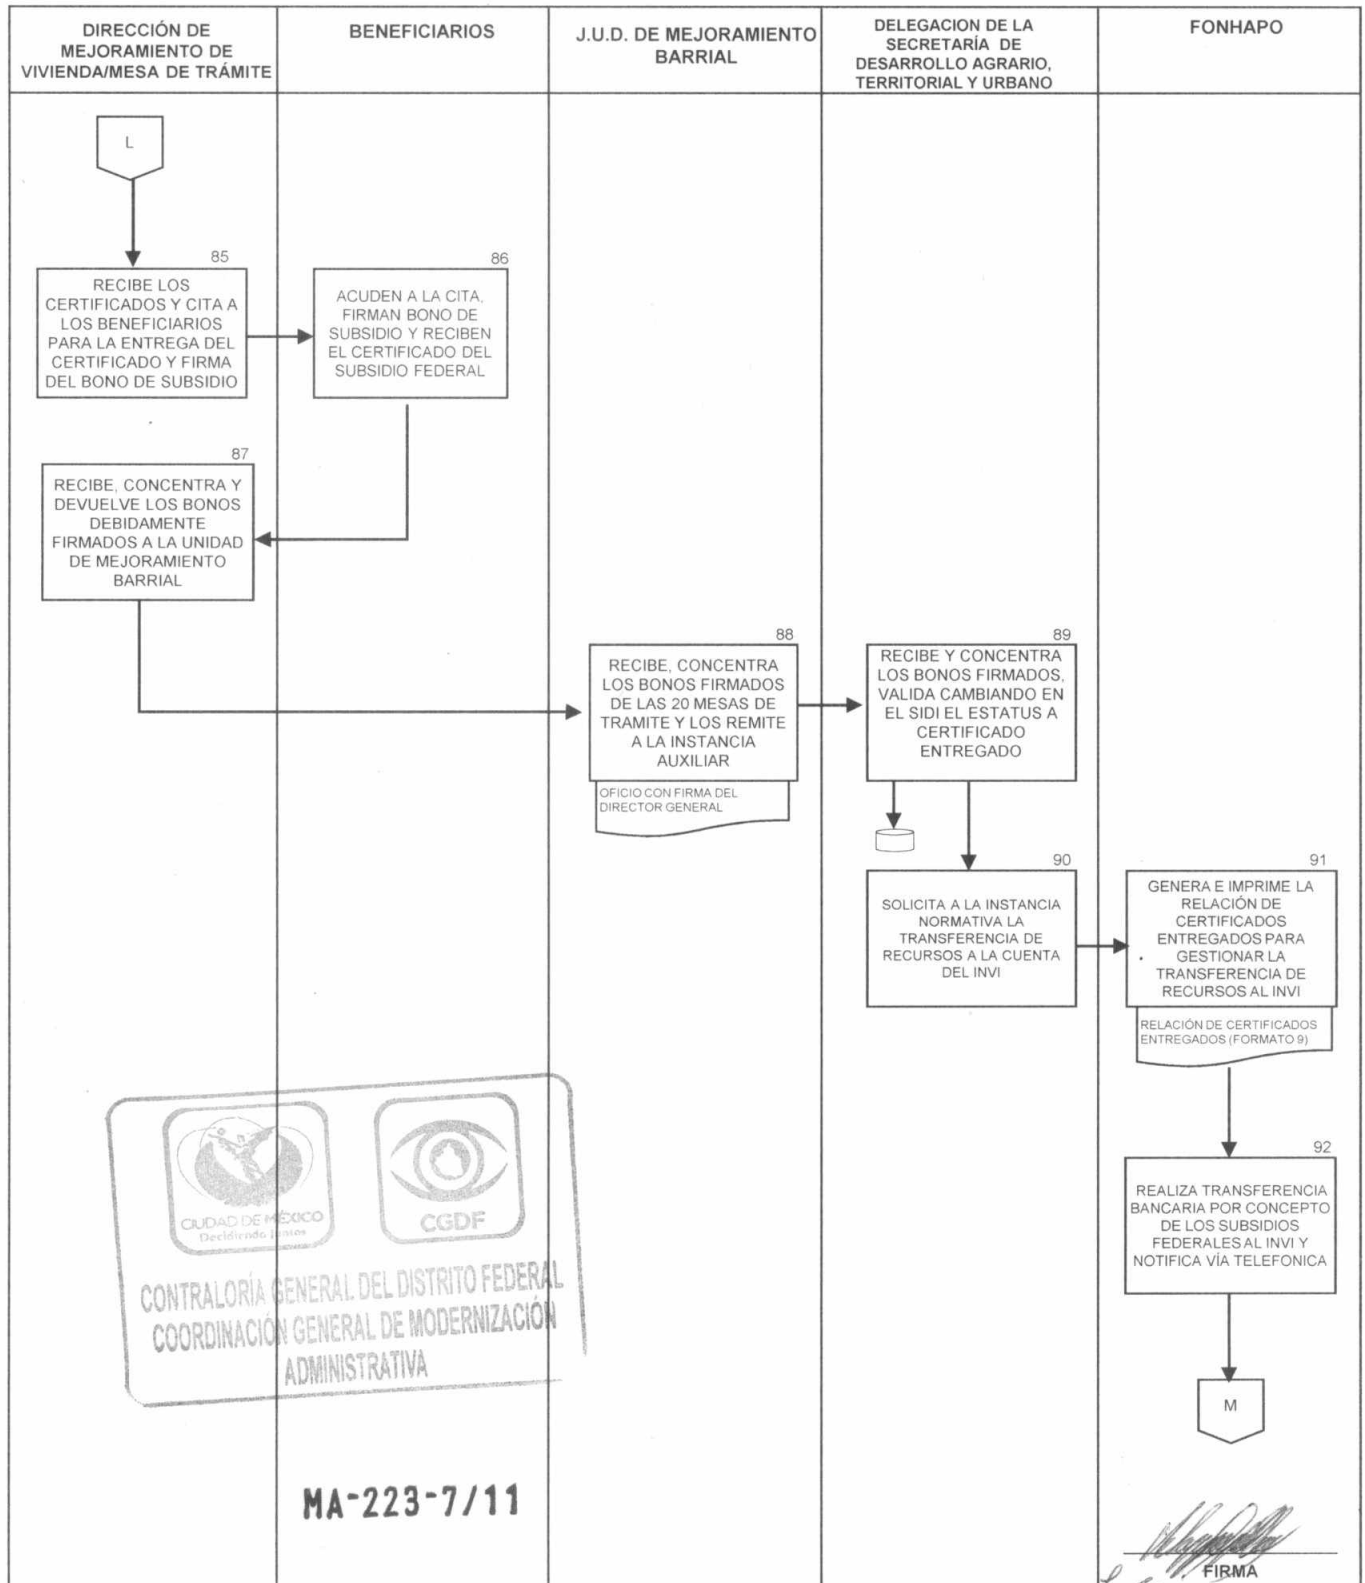 DIRECCIÓN DE
MEJORAMIENTO DE
VIVIENDA/MESA DE TRÁMITE
BENEFICIARIOS
J.U.D. DE MEJORAMIENTO
BARRIAL
DELEGACION DE LA
SECRETARÍA DE
DESARROLLO AGRARIO,
TERRITORIAL Y URBANO
FONHAPO
L
85
RECIBE LOS
CERTIFICADOS Y CITA A
LOS BENEFICIARIOS
PARA LA ENTREGA DEL
CERTIFICADO Y FIRMA
DEL BONO DE SUBSIDIO
86
ACUDEN A LA CITA,
FIRMAN BONO DE
SUBSIDIO Y RECIBEN
EL CERTIFICADO DEL
SUBSIDIO FEDERAL
87
RECIBE, CONCENTRA Y
DEVUELVE LOS BONOS
DEBIDAMENTE
FIRMADOS A LA UNIDAD
DE MEJORAMIENTO
BARRIAL
88
RECIBE, CONCENTRA
LOS BONOS FIRMADOS
DE LAS 20 MESAS DE
TRAMITE Y LOS REMITE
A LA INSTANCIA
AUXILIAR
OFICIO CON FIRMA DEL
DIRECTOR GENERAL
89
RECIBE Y CONCENTRA
LOS BONOS FIRMADOS,
VALIDA CAMBIANDO EN
EL SIDI EL ESTATUS A
CERTIFICADO
ENTREGADO
90
SOLICITA A LA INSTANCIA
NORMATIVA LA
TRANSFERENCIA DE
RECURSOS A LA CUENTA
DEL INVI
91
GENERA E IMPRIME LA
RELACIÓN DE
CERTIFICADOS
ENTREGADOS PARA
GESTIONAR LA
TRANSFERENCIA DE
RECURSOS AL INVI
RELACIÓN DE CERTIFICADOS
ENTREGADOS (FORMATO 9)
92
REALIZA TRANSFERENCIA
BANCARIA POR CONCEPTO
DE LOS SUBSIDIOS
FEDERALES AL INVI Y
NOTIFICA VÍA TELEFONICA
M
CIUDAD DE MÉXICO
Decidiendo Juntos
CGDF
CONTRALORÍA GENERAL DEL DISTRITO FEDERAL
COORDINACIÓN GENERAL DE MODERNIZACIÓN
ADMINISTRATIVA
MA-223-7/11
FIRMA